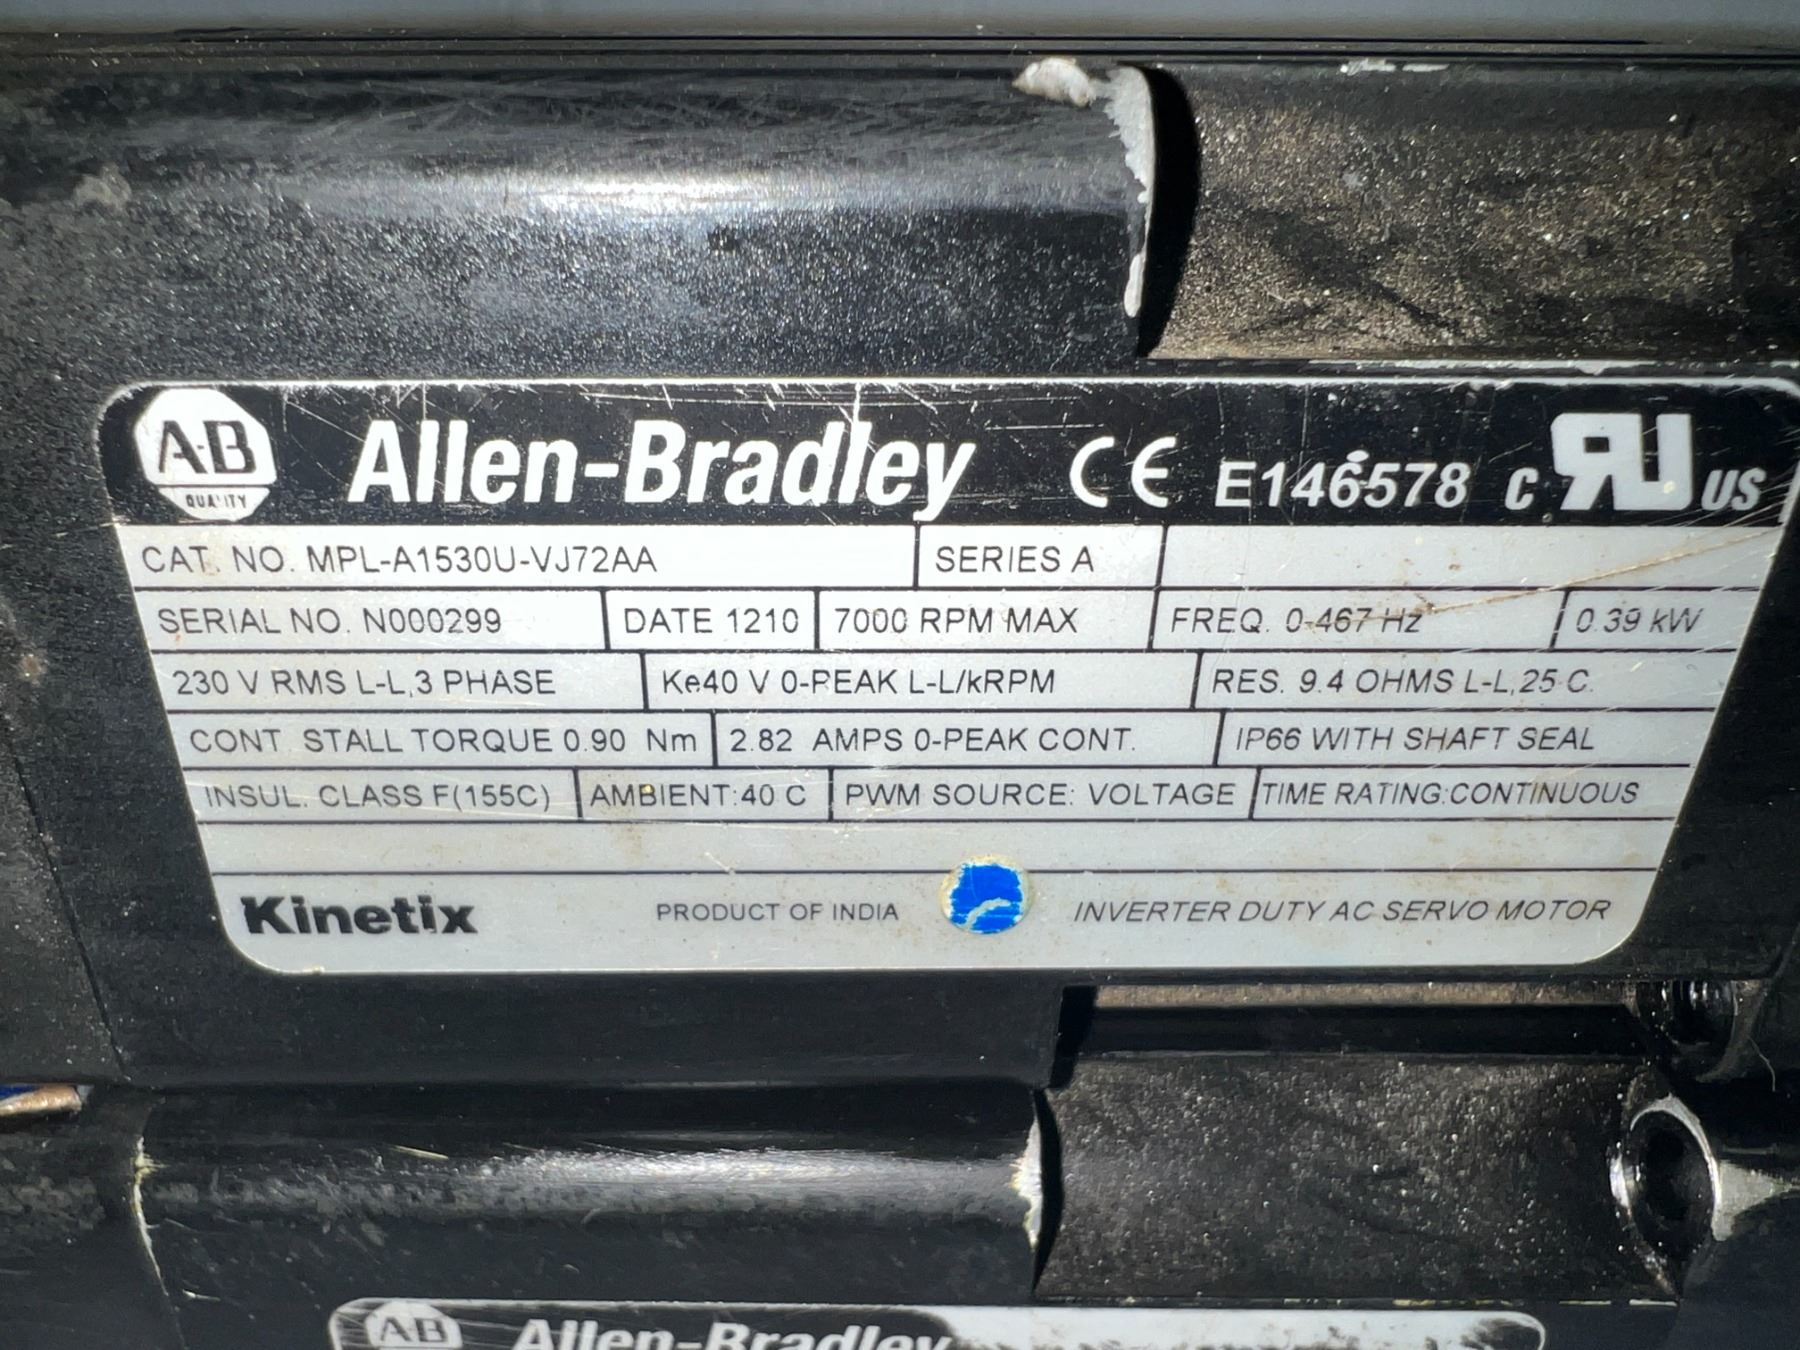 A-B
QUALITY
Allen-Bradley CE E146578 c RU US
CAT. NO. MPL-A1530U-VJ72AA SERIES A
SERIAL NO. N000299 DATE 1210 7000 RPM MAX FREQ. 0-467 Hz 0.39 kW
230 V RMS L-L,3 PHASE Ke40 V 0-PEAK L-L/kRPM RES. 9.4 OHMS L-L,25 C.
CONT. STALL TORQUE 0.90 Nm 2.82 AMPS 0-PEAK CONT. IP66 WITH SHAFT SEAL
INSUL. CLASS F(155C) AMBIENT:40 C PWM SOURCE: VOLTAGE TIME RATING:CONTINUOUS
Kinetix PRODUCT OF INDIA INVERTER DUTY AC SERVO MOTOR
AB Allen-Bradley